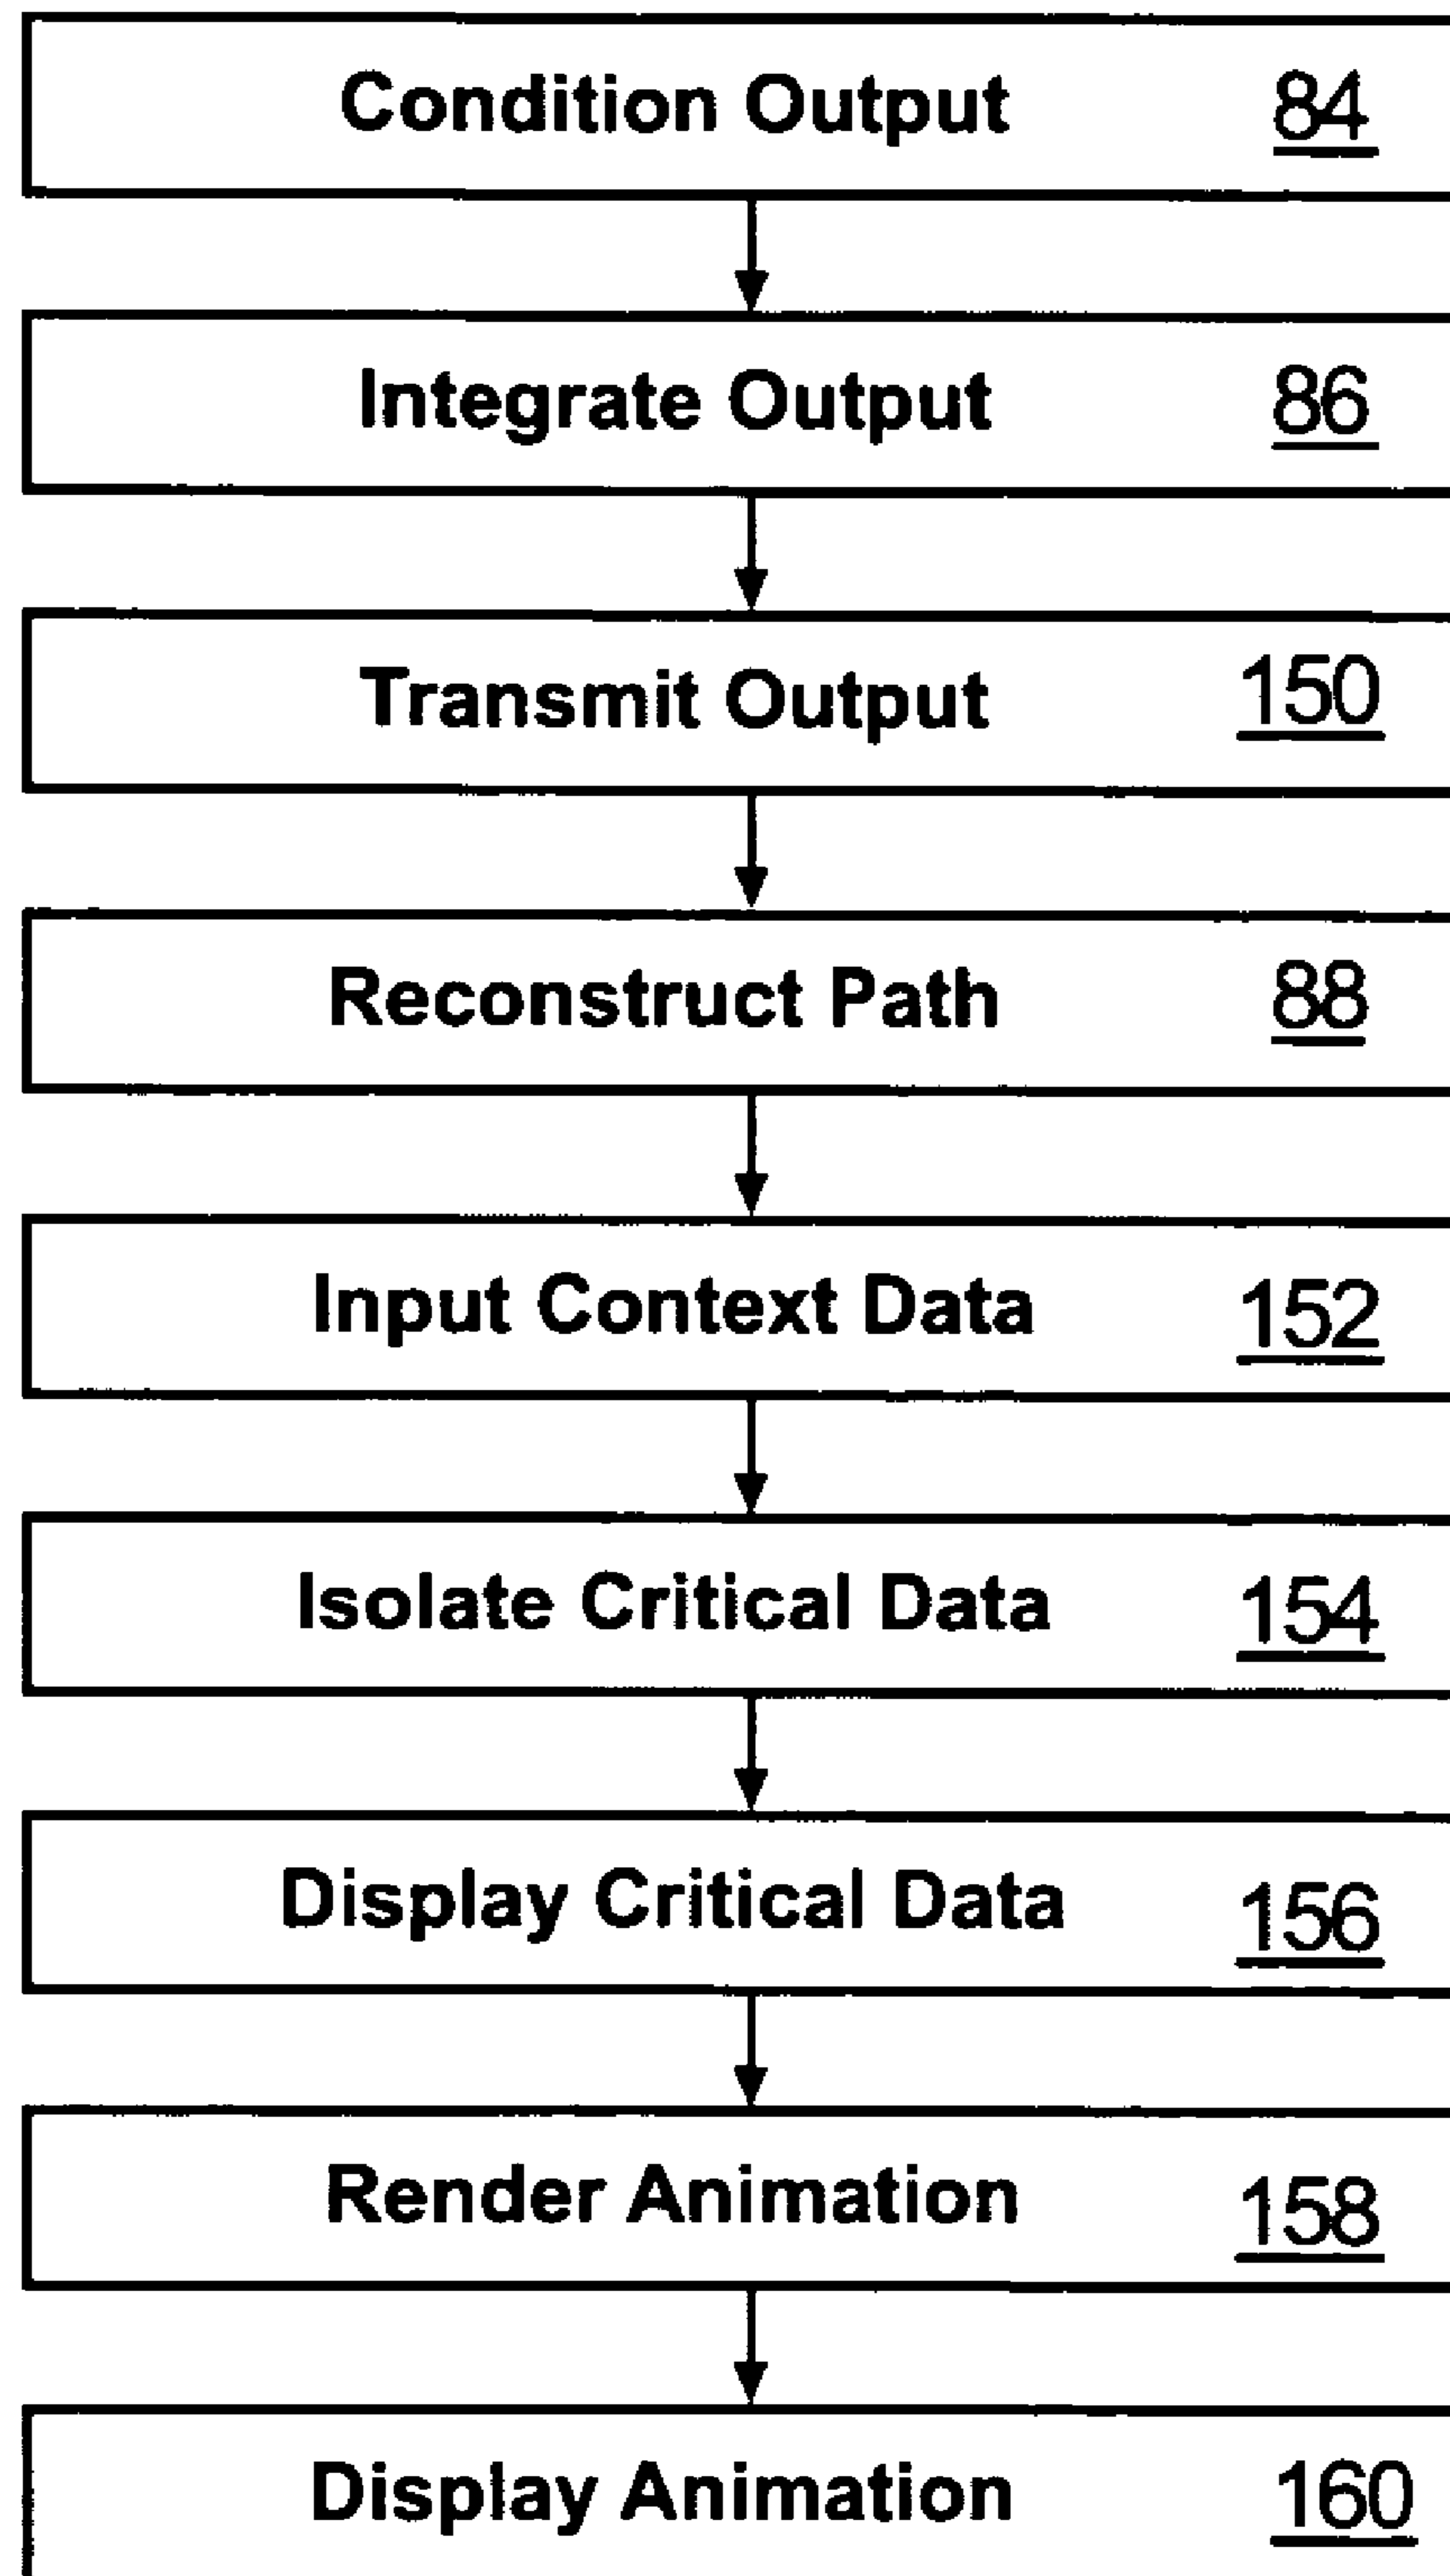 Condition Output 84
Integrate Output 86
Transmit Output 150
Reconstruct Path 88
Input Context Data 152
Isolate Critical Data 154
Display Critical Data 156
Render Animation 158
Display Animation 160